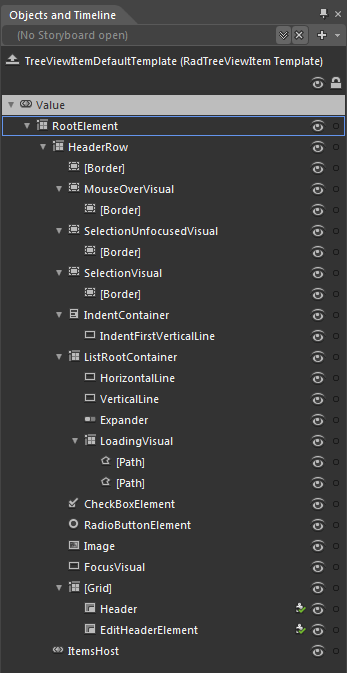 Objects and Timeline
(No Storyboard open)
TreeViewItemDefaultTemplate (RadTreeViewItem Template)
Value
RootElement
HeaderRow
[Border]
MouseOverVisual
[Border]
SelectionUnfocusedVisual
[Border]
SelectionVisual
[Border]
IndentContainer
IndentFirstVerticalLine
ListRootContainer
HorizontalLine
VerticalLine
Expander
LoadingVisual
[Path]
[Path]
CheckBoxElement
RadioButtonElement
Image
FocusVisual
[Grid]
Header
EditHeaderElement
ItemsHost